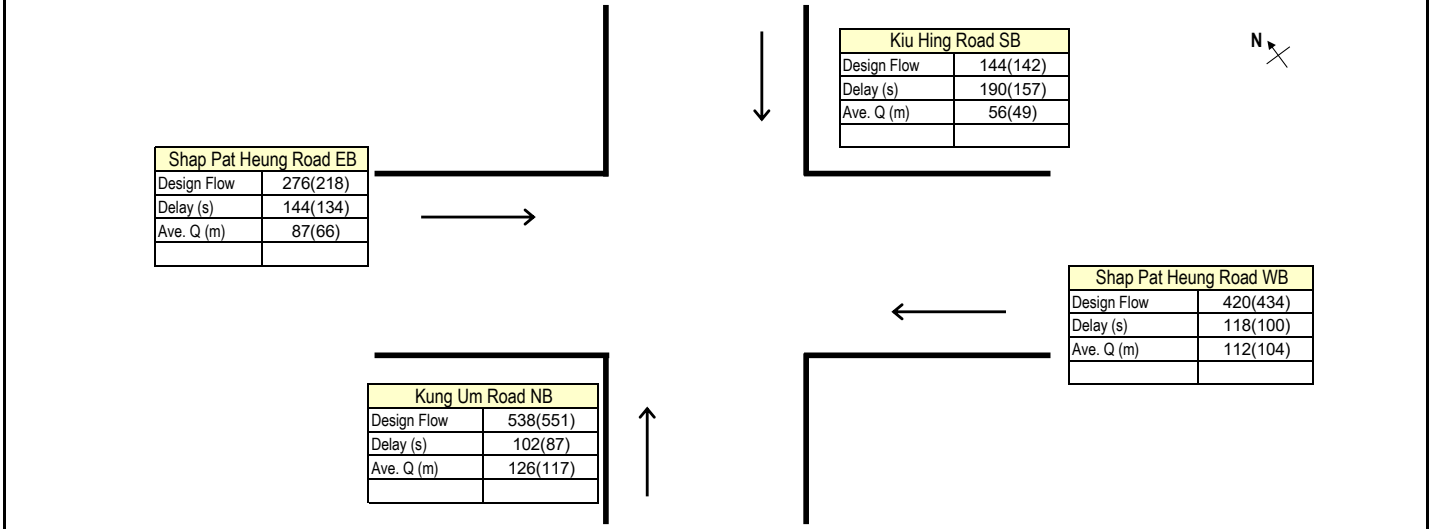 Kiu Hing Road SB
Design Flow 144(142)
Delay (s) 190(157)
Ave. Q (m) 56(49)
N
Shap Pat Heung Road EB
Design Flow 276(218)
Delay (s) 144(134)
Ave. Q (m) 87(66)
Shap Pat Heung Road WB
Design Flow 420(434)
Delay (s) 118(100)
Ave. Q (m) 112(104)
Kung Um Road NB
Design Flow 538(551)
Delay (s) 102(87)
Ave. Q (m) 126(117)